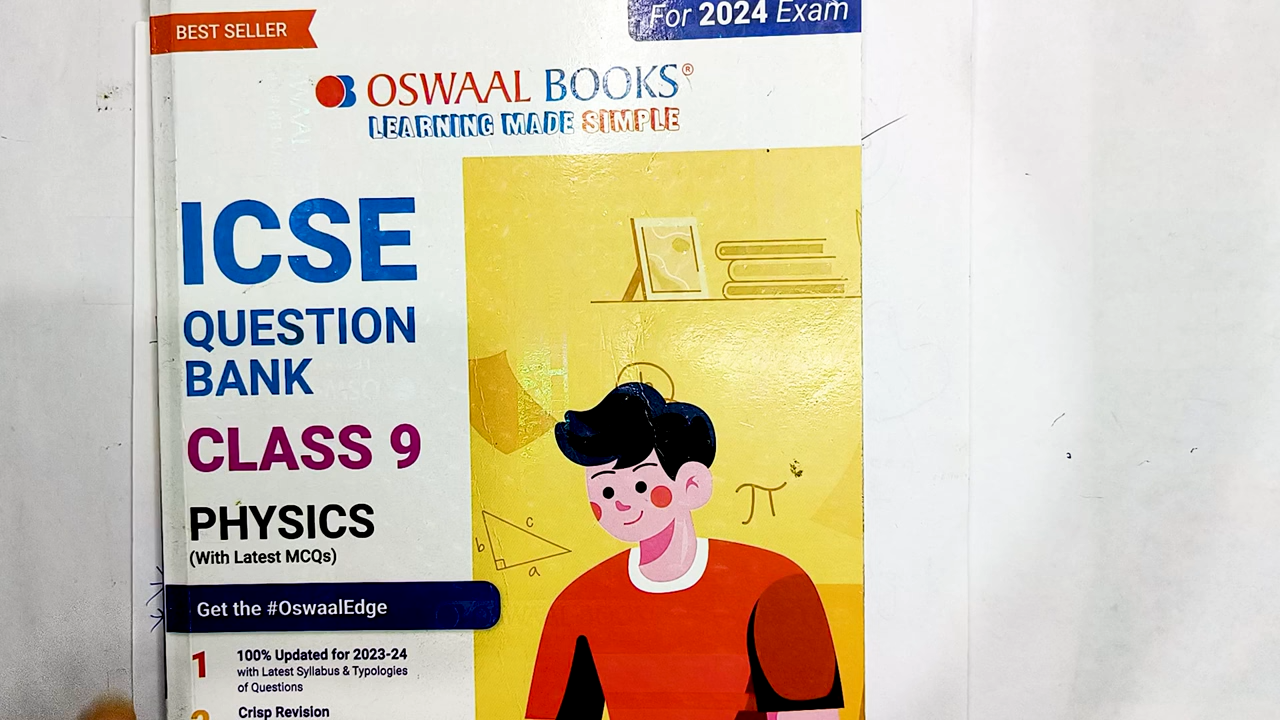 BEST SELLER
For 2024 Exam
OSWAAL BOOKS®
LEARNING MADE SIMPLE
ICSE
QUESTION
BANK
CLASS 9
PHYSICS
(With Latest MCQs)
π
c
b
a
Get the #OswaalEdge
1 100% Updated for 2023-24
with Latest Syllabus & Typologies
of Questions
2 Crisp Revision